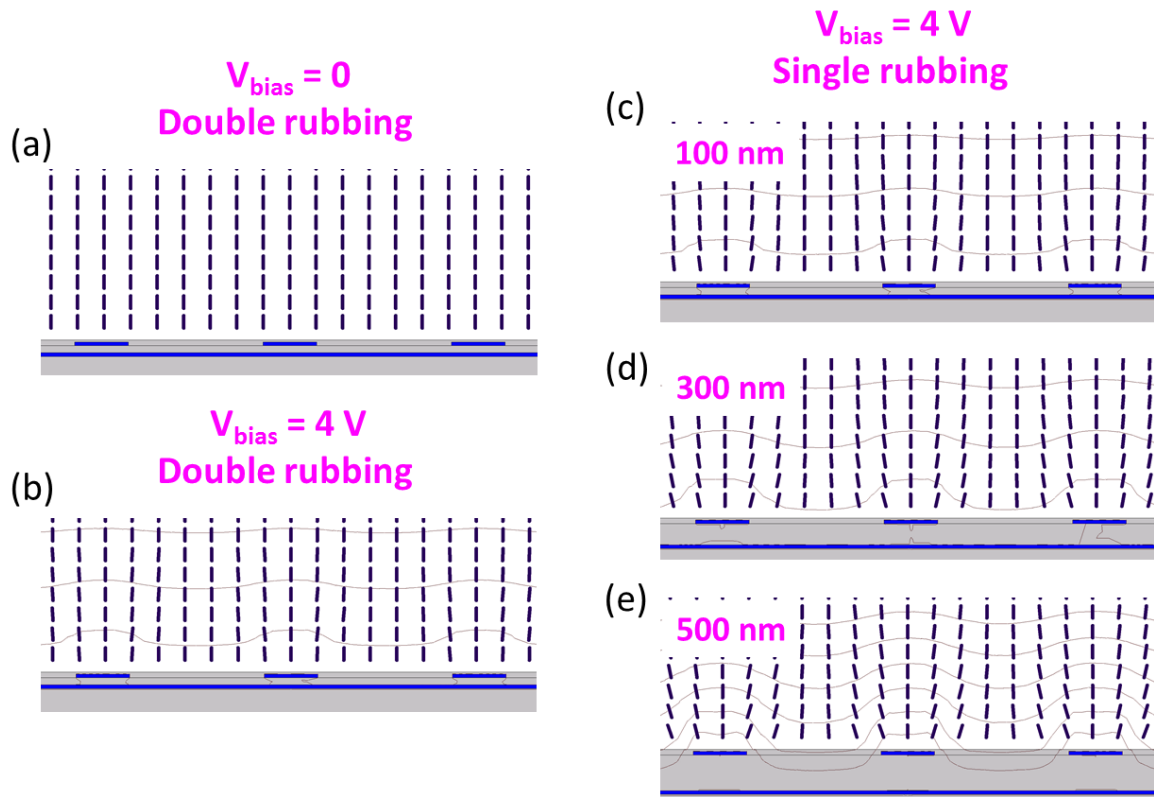 (a)
V_bias = 0
Double rubbing
(b)
V_bias = 4 V
Double rubbing
V_bias = 4 V
Single rubbing
(c)
100 nm
(d)
300 nm
(e)
500 nm